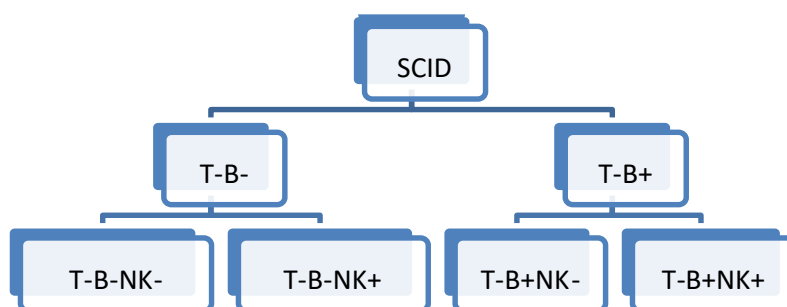 SCID
T-B-
T-B+
T-B-NK-
T-B-NK+
T-B+NK-
T-B+NK+